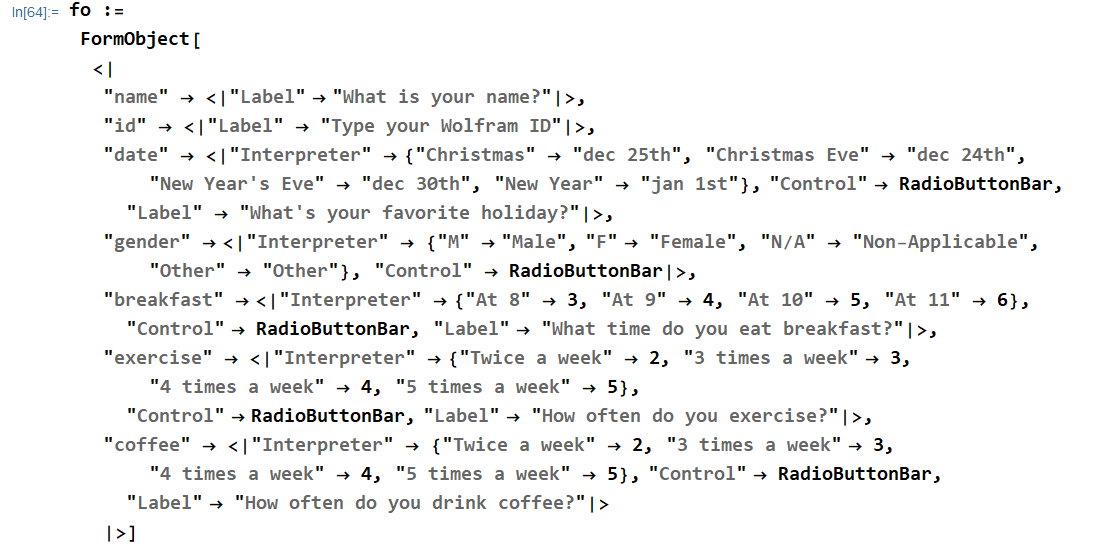 In[64]:= fo :=
FormObject[
<|
"name" → <|"Label" → "What is your name?"|>,
"id" → <|"Label" → "Type your Wolfram ID"|>,
"date" → <|"Interpreter" → {"Christmas" → "dec 25th", "Christmas Eve" → "dec 24th",
"New Year's Eve" → "dec 30th", "New Year" → "jan 1st"}, "Control" → RadioButtonBar,
"Label" → "What's your favorite holiday?"|>,
"gender" → <|"Interpreter" → {"M" → "Male", "F" → "Female", "N/A" → "Non-Applicable",
"Other" → "Other"}, "Control" → RadioButtonBar|>,
"breakfast" → <|"Interpreter" → {"At 8" → 3, "At 9" → 4, "At 10" → 5, "At 11" → 6},
"Control" → RadioButtonBar, "Label" → "What time do you eat breakfast?"|>,
"exercise" → <|"Interpreter" → {"Twice a week" → 2, "3 times a week" → 3,
"4 times a week" → 4, "5 times a week" → 5},
"Control" → RadioButtonBar, "Label" → "How often do you exercise?"|>,
"coffee" → <|"Interpreter" → {"Twice a week" → 2, "3 times a week" → 3,
"4 times a week" → 4, "5 times a week" → 5}, "Control" → RadioButtonBar,
"Label" → "How often do you drink coffee?"|>
|>]